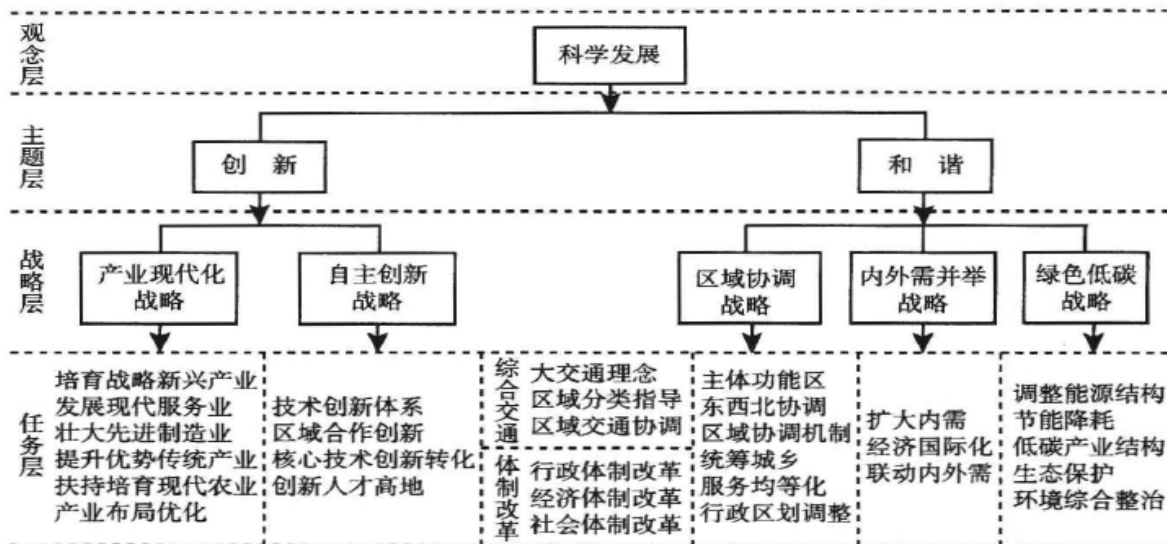 观念层
科学发展
主题层
创 新
和 谐
战略层
产业现代化
战略
自主创新
战略
区域协调
战略
内外需并举
战略
绿色低碳
战略
任务层
培育战略新兴产业
发展现代服务业
壮大先进制造业
提升优势传统产业
扶持培育现代农业
产业布局优化
技术创新体系
区域合作创新
核心技术创新转化
创新人才高地
综合交通
大交通理念
区域分类指导
区域交通协调
体制改革
行政体制改革
经济体制改革
社会体制改革
主体功能区
东西北协调
区域协调机制
统筹城乡
服务均等化
行政区划调整
扩大内需
经济国际化
联动内外需
调整能源结构
节能降耗
低碳产业结构
生态保护
环境综合整治